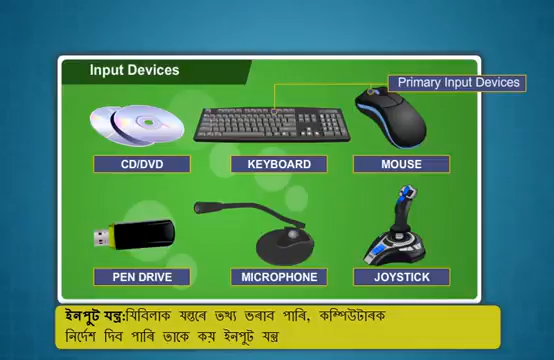 Input Devices
Primary Input Devices
CD/DVD
KEYBOARD
MOUSE
PEN DRIVE
MICROPHONE
JOYSTICK
ইনপুট যন্ত্ৰ:যিবিলাক যন্ত্ৰৰে তথ্য ভৰাব পাৰি, কম্পিউটাৰক
নিৰ্দেশ দিব পাৰি তাকে কয় ইনপুট যন্ত্ৰ